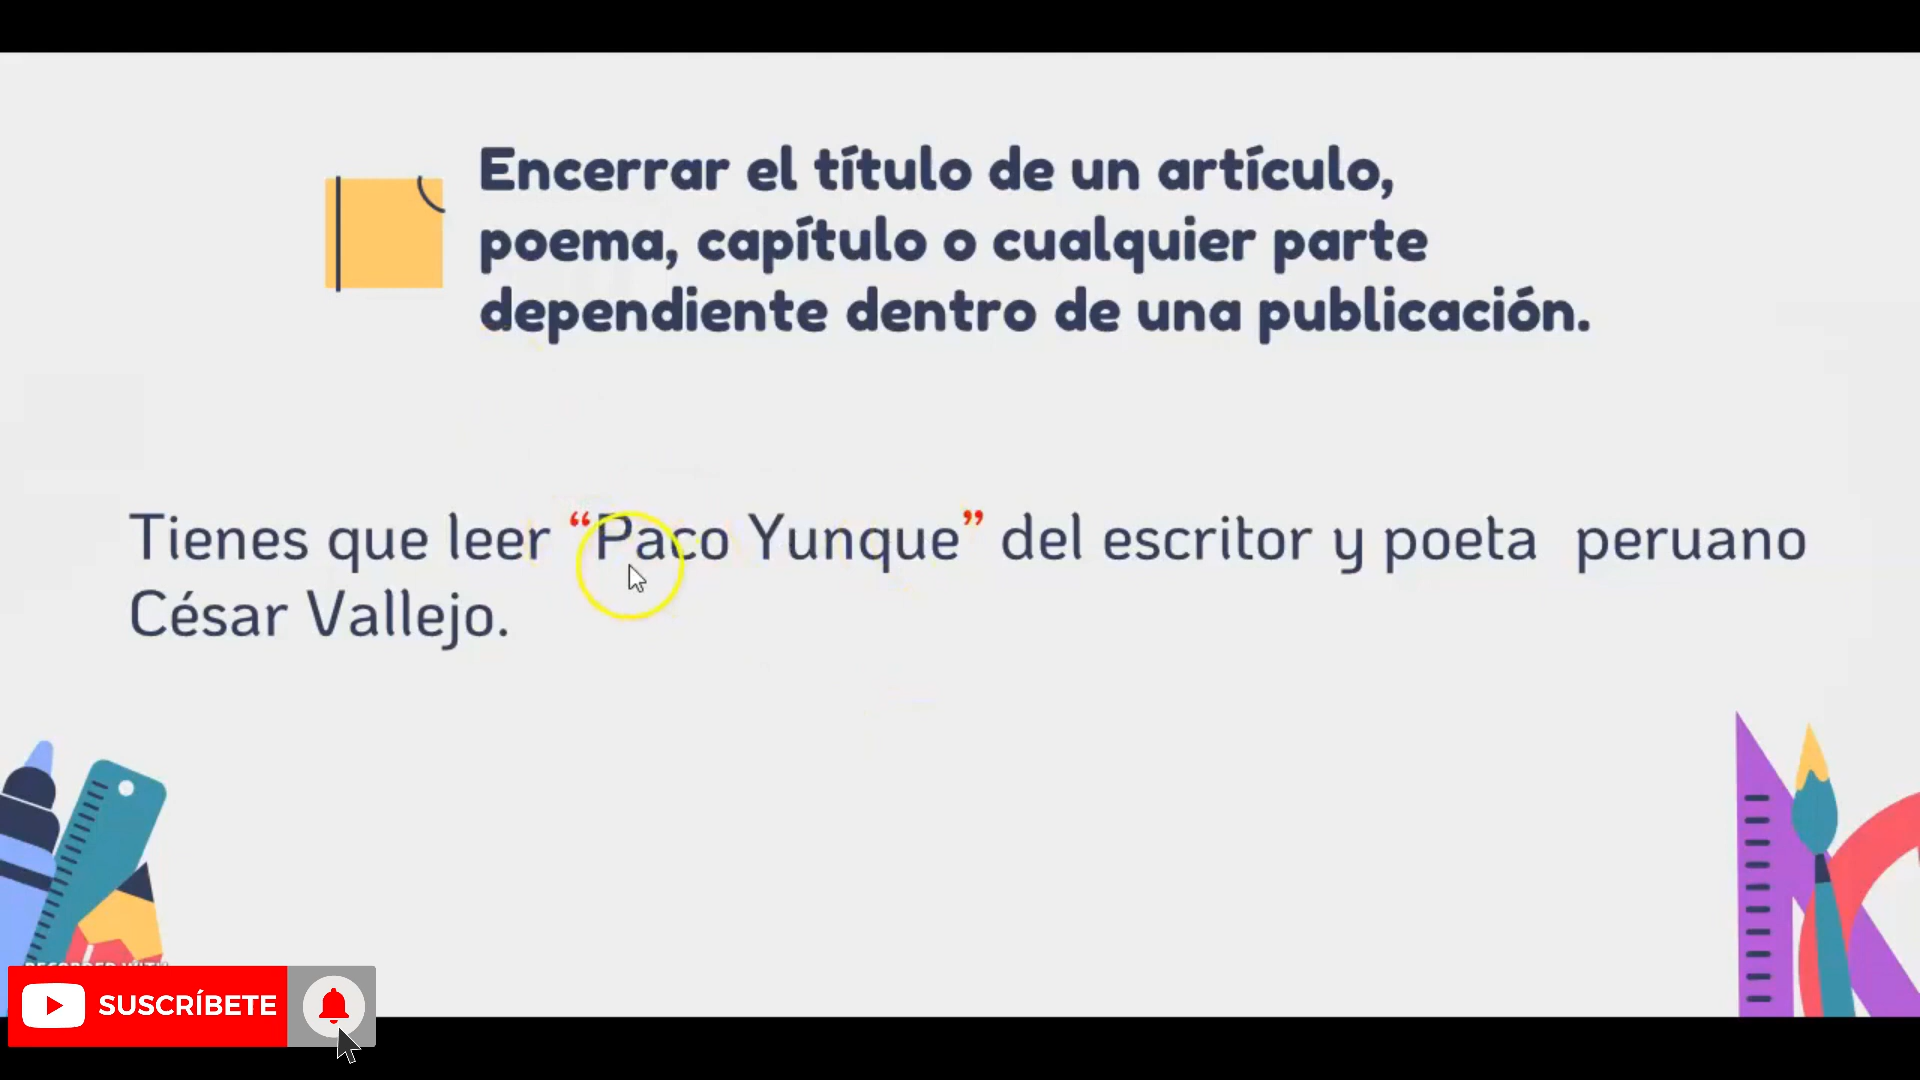 Encerrar el título de un artículo,
poema, capítulo o cualquier parte
dependiente dentro de una publicación.
Tienes que leer “Paco Yunque” del escritor y poeta peruano
César Vallejo.
SUSCRÍBETE